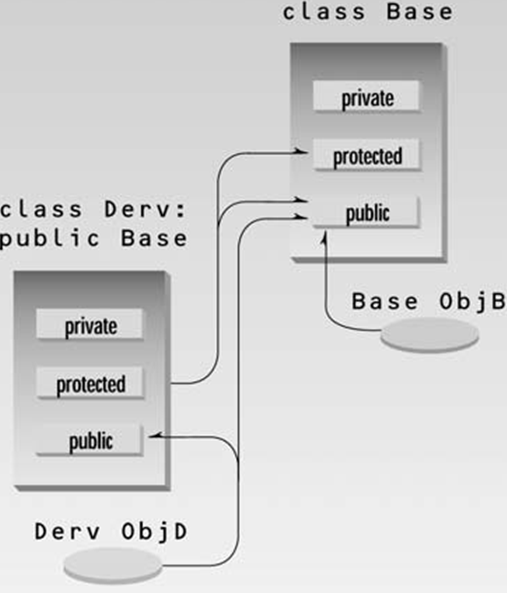 class Base
private
protected
public
class Derv:
public Base
private
protected
public
Base ObjB
Derv ObjD